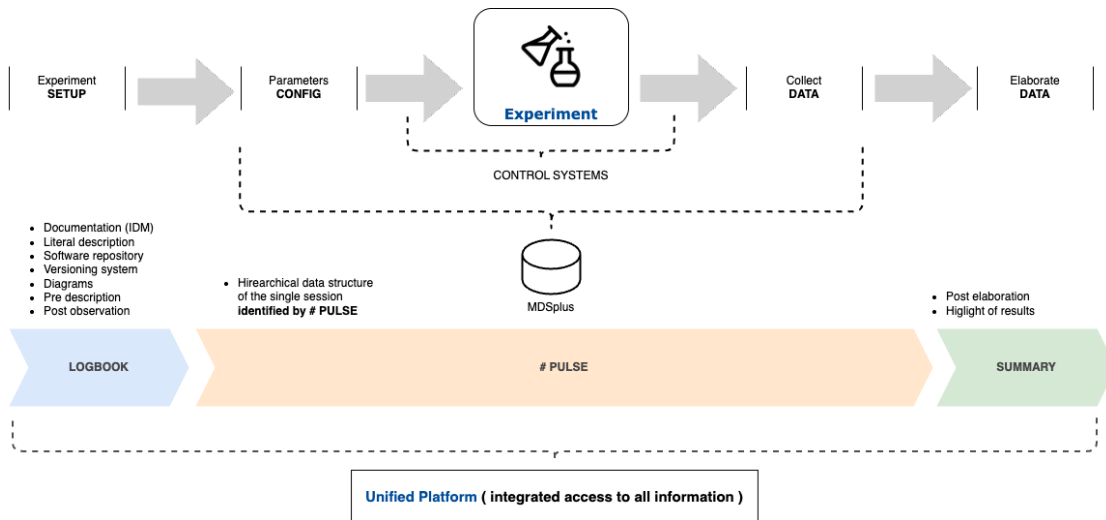 Experiment
SETUP
Parameters
CONFIG
Experiment
Collect
DATA
Elaborate
DATA
CONTROL SYSTEMS
• Documentation (IDM)
• Literal description
• Software repository
• Versioning system
• Diagrams
• Pre description
• Post observation
• Hirearchical data structure
of the single session
identified by # PULSE
MDSplus
• Post elaboration
• Higlight of results
LOGBOOK
# PULSE
SUMMARY
Unified Platform ( integrated access to all information )